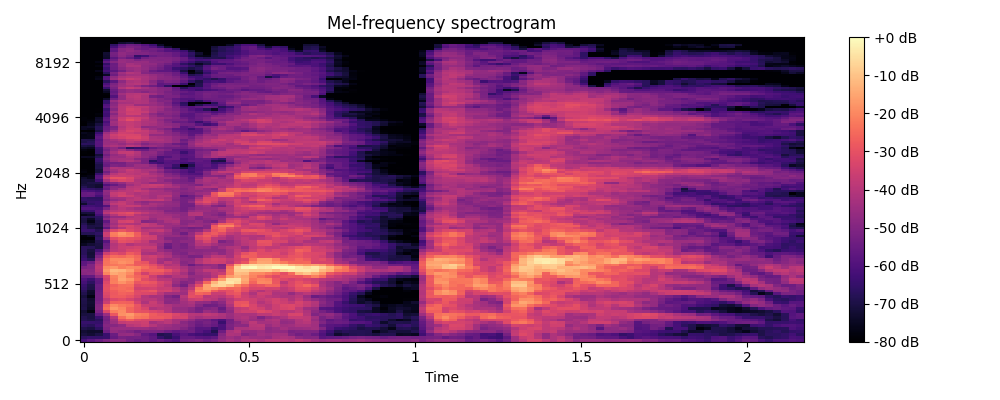 Mel-frequency spectrogram
8192
4096
2048
1024
512
0
Hz
0
0.5
1
1.5
2
Time
+0 dB
-10 dB
-20 dB
-30 dB
-40 dB
-50 dB
-60 dB
-70 dB
-80 dB